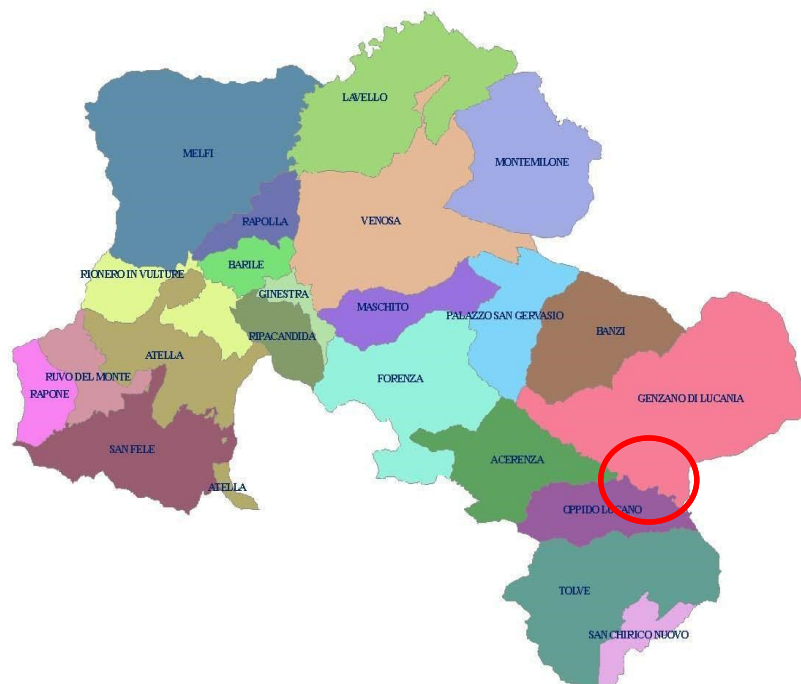 LAVELLO
MELFI
MONTEMILONE
RAPOLLA
VENOSA
BARILE
RIONERO IN VULTURE
GINESTRA
MASCHITO
PALAZZO SAN GERVASIO
BANZI
RIPACANDIDA
ATELLA
RUVO DEL MONTE
FORENZA
RAPONE
GENZANO DI LUCANIA
SAN FELE
ACERENZA
ATELLA
OPPIDO LUCANO
TOLVE
SAN CHIRICO NUOVO